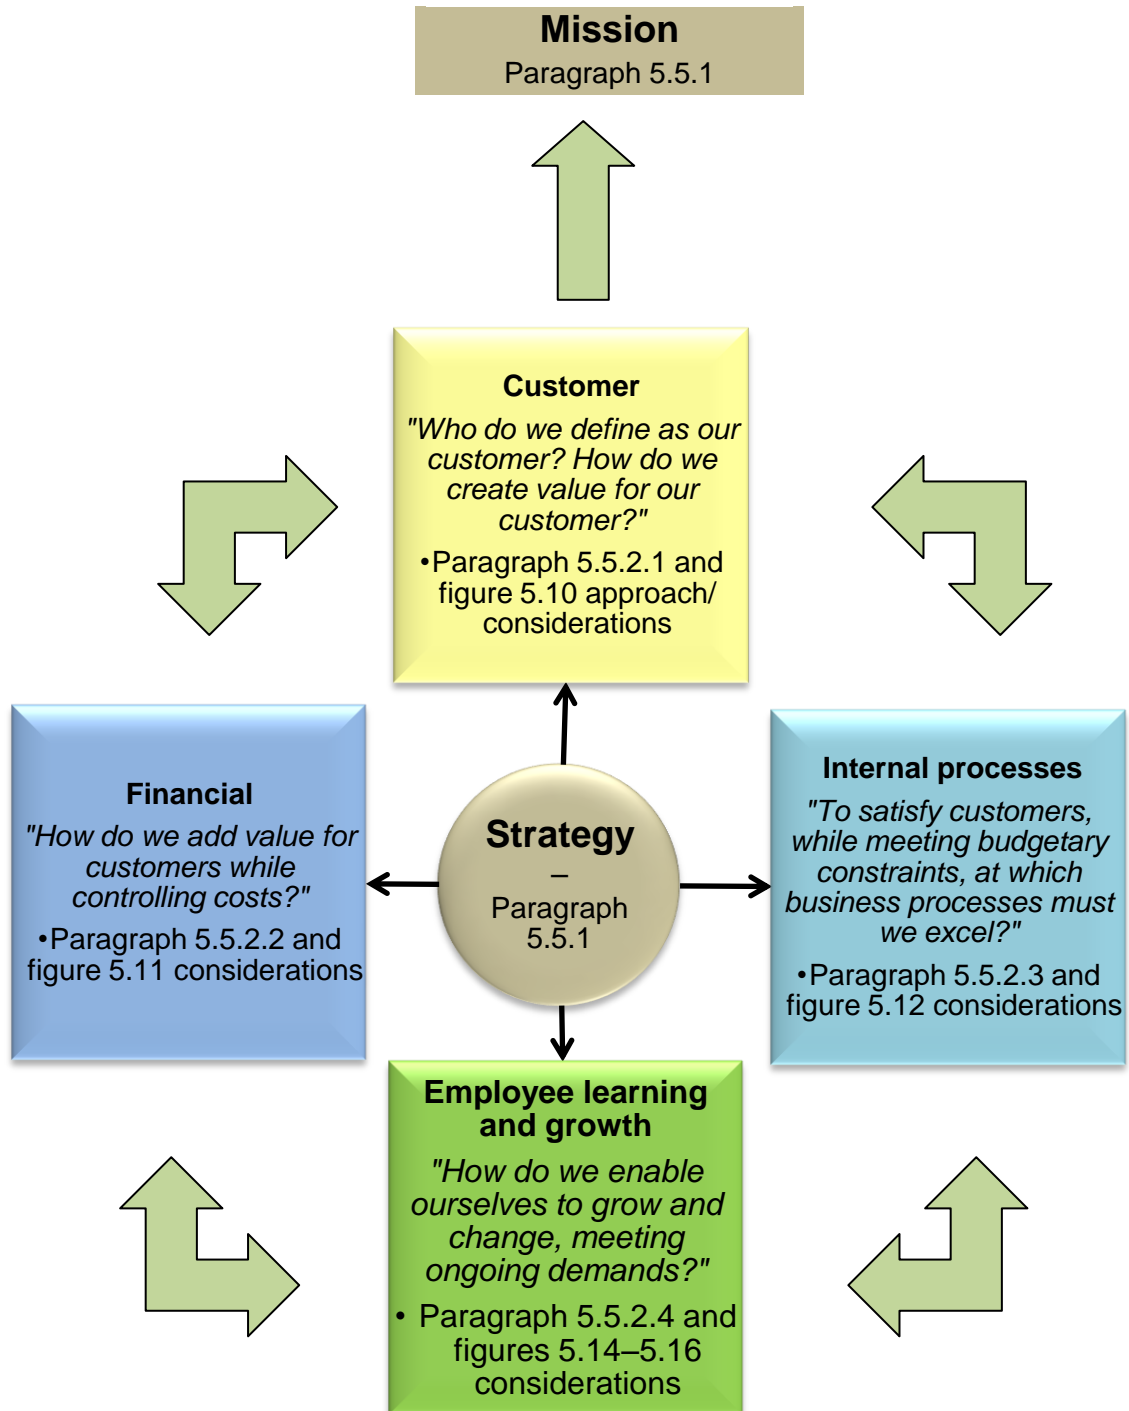 Mission
Paragraph 5.5.1
Customer
"Who do we define as our
customer? How do we
create value for our
customer?"
•Paragraph 5.5.2.1 and
figure 5.10 approach/
considerations
Financial
"How do we add value for
customers while
controlling costs?"
•Paragraph 5.5.2.2 and
figure 5.11 considerations
Strategy
–
Paragraph
5.5.1
Internal processes
"To satisfy customers,
while meeting budgetary
constraints, at which
business processes must
we excel?"
•Paragraph 5.5.2.3 and
figure 5.12 considerations
Employee learning
and growth
"How do we enable
ourselves to grow and
change, meeting
ongoing demands?"
• Paragraph 5.5.2.4 and
figures 5.14–5.16
considerations